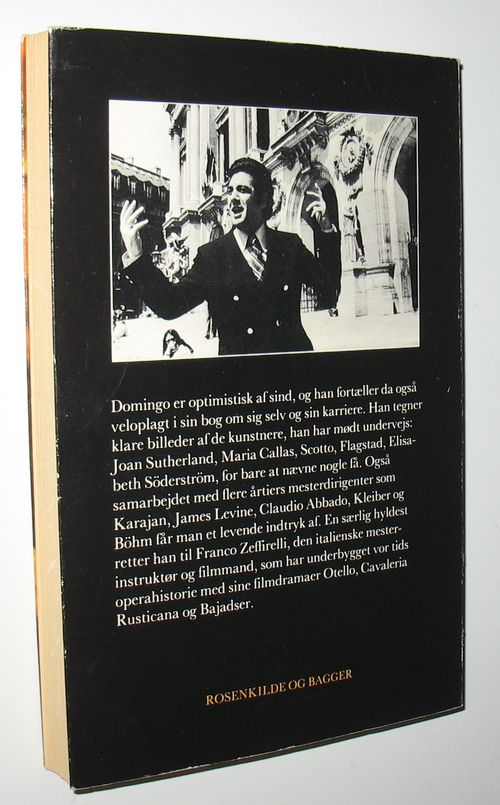 Domingo er optimistisk af sind, og han fortæller da også
veloplagt i sin bog om sig selv og sin karriere. Han tegner
klare billeder af de kunstnere, han har mødt undervejs:
Joan Sutherland, Maria Callas, Scotto, Flagstad, Elisa-
beth Söderström, for bare at nævne nogle få. Også
samarbejdet med flere årtiers mesterdirigenter som
Karajan, James Levine, Claudio Abbado, Kleiber og
Böhm får man et levende indtryk af. En særlig hyldest
retter han til Franco Zeffirelli, den italienske mester-
instruktør og filmmand, som har underbygget vor tids
operahistorie med sine filmdramaer Otello, Cavaleria
Rusticana og Bajadser.
ROSENKILDE OG BAGGER